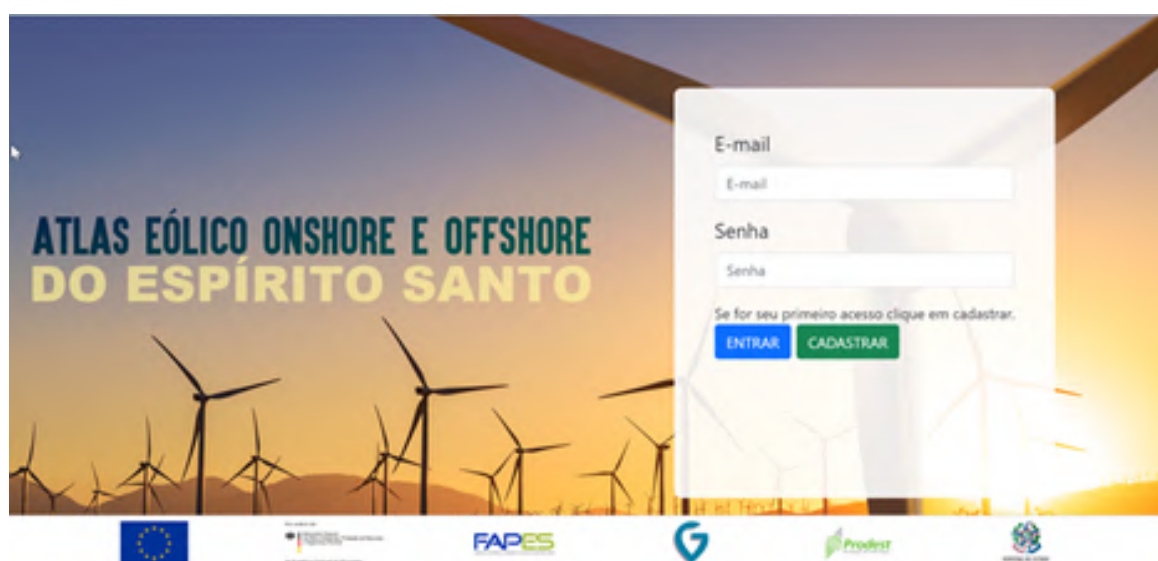 ATLAS EÓLICO ONSHORE E OFFSHORE
DO ESPÍRITO SANTO
E-mail
E-mail
Senha
Senha
Se for seu primeiro acesso clique em cadastrar.
ENTRAR CADASTRAR
FAPES
G
Prodest